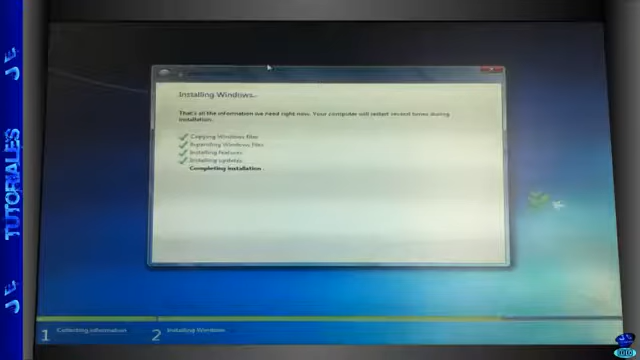 Installing Windows...
That's all the information we need right now. Your computer will restart several times during
installation.
Copying Windows files
Expanding Windows files
Installing features
Installing updates
Completing installation
1 Collecting information
2 Installing Windows
JE TUTORIALES JE